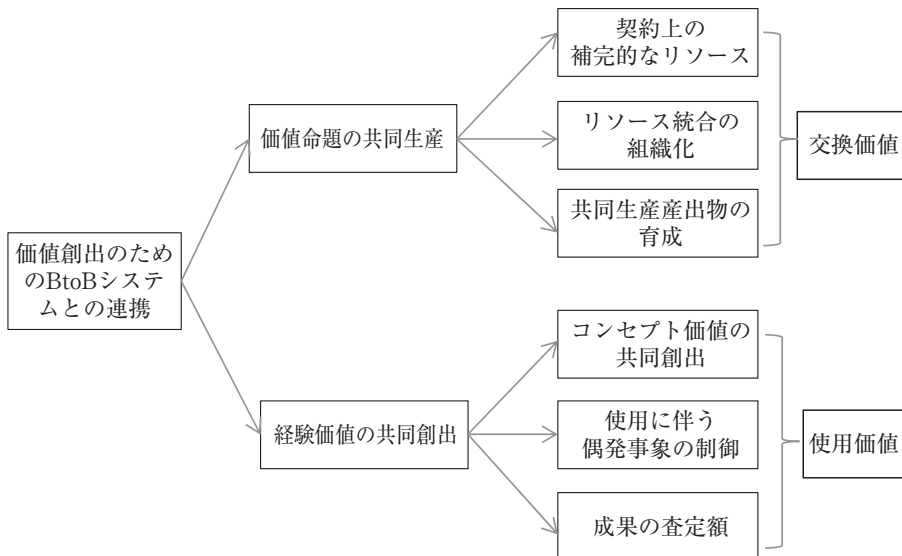 価値創出のため
のBtoBシステ
ムとの連携
価値命題の共同生産
契約上の
補完的なリソース
リソース統合の
組織化
共同生産産出物の
育成
交換価値
経験価値の共同創出
コンセプト価値の
共同創出
使用に伴う
偶発事象の制御
成果の査定額
使用価値